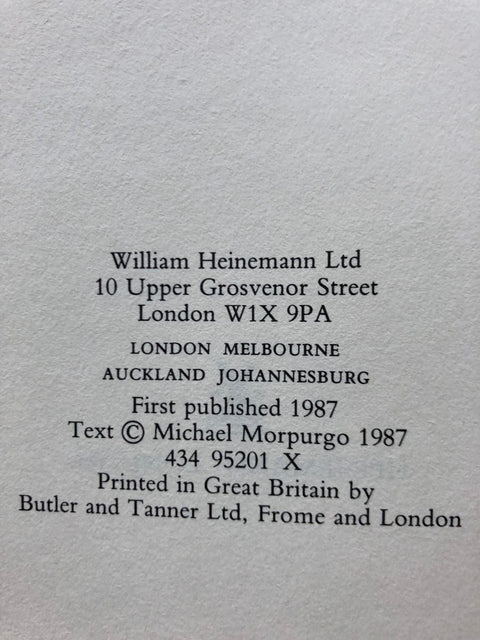 William Heinemann Ltd
10 Upper Grosvenor Street
London W1X 9PA
LONDON MELBOURNE
AUCKLAND JOHANNESBURG
First published 1987
Text © Michael Morpurgo 1987
434 95201 X
Printed in Great Britain by
Butler and Tanner Ltd, Frome and London